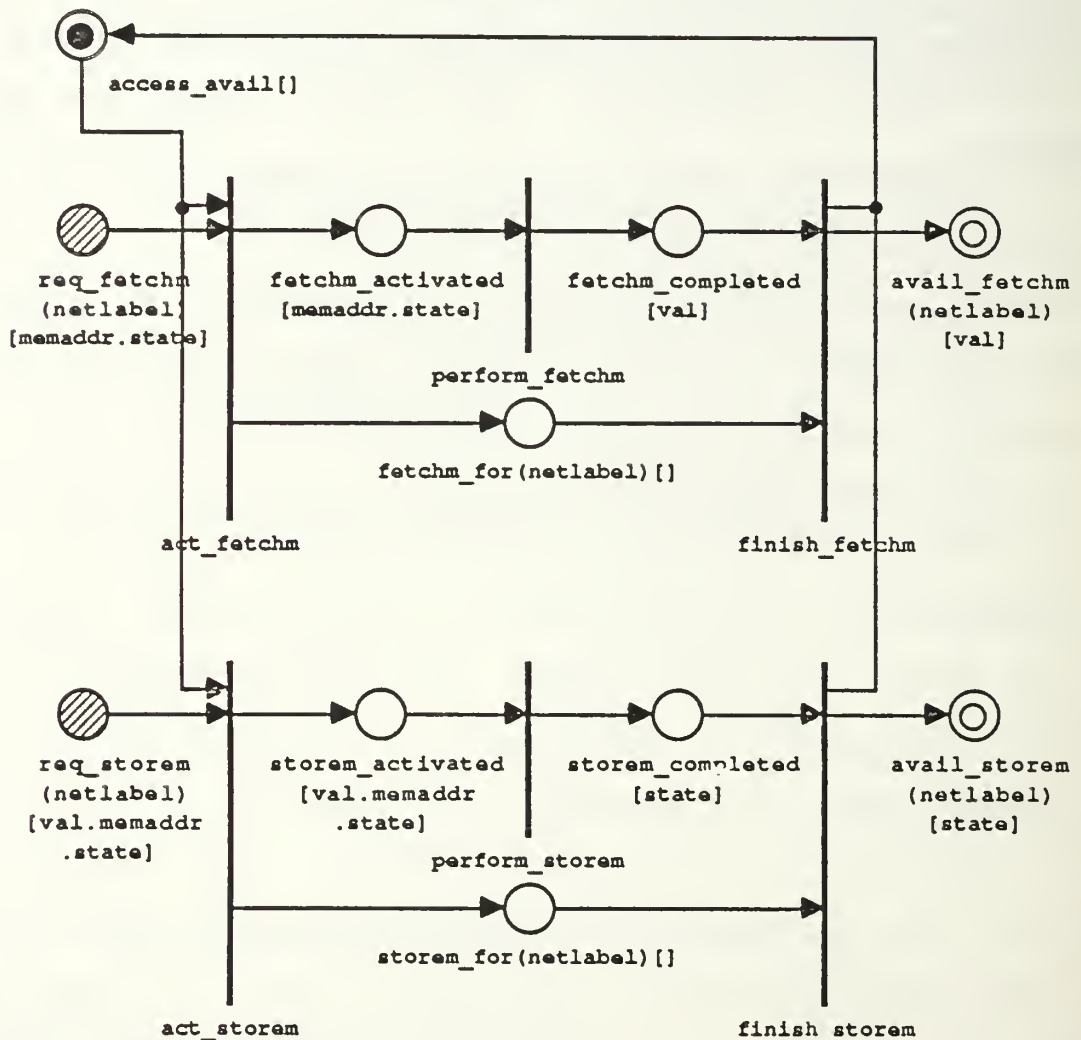 access_avail[]
req_fetchm
(netlabel)
[memaddr.state]
fetchm_activated
[memaddr.state]
fetchm_completed
[val]
avail_fetchm
(netlabel)
[val]
perform_fetchm
fetchm_for(netlabel)[]
act_fetchm
finish_fetchm
req_storem
(netlabel)
[val.memaddr
.state]
storem_activated
[val.memaddr
.state]
storem_completed
[state]
avail_storem
(netlabel)
[state]
perform_storem
storem_for(netlabel)[]
act_storem
finish_storem